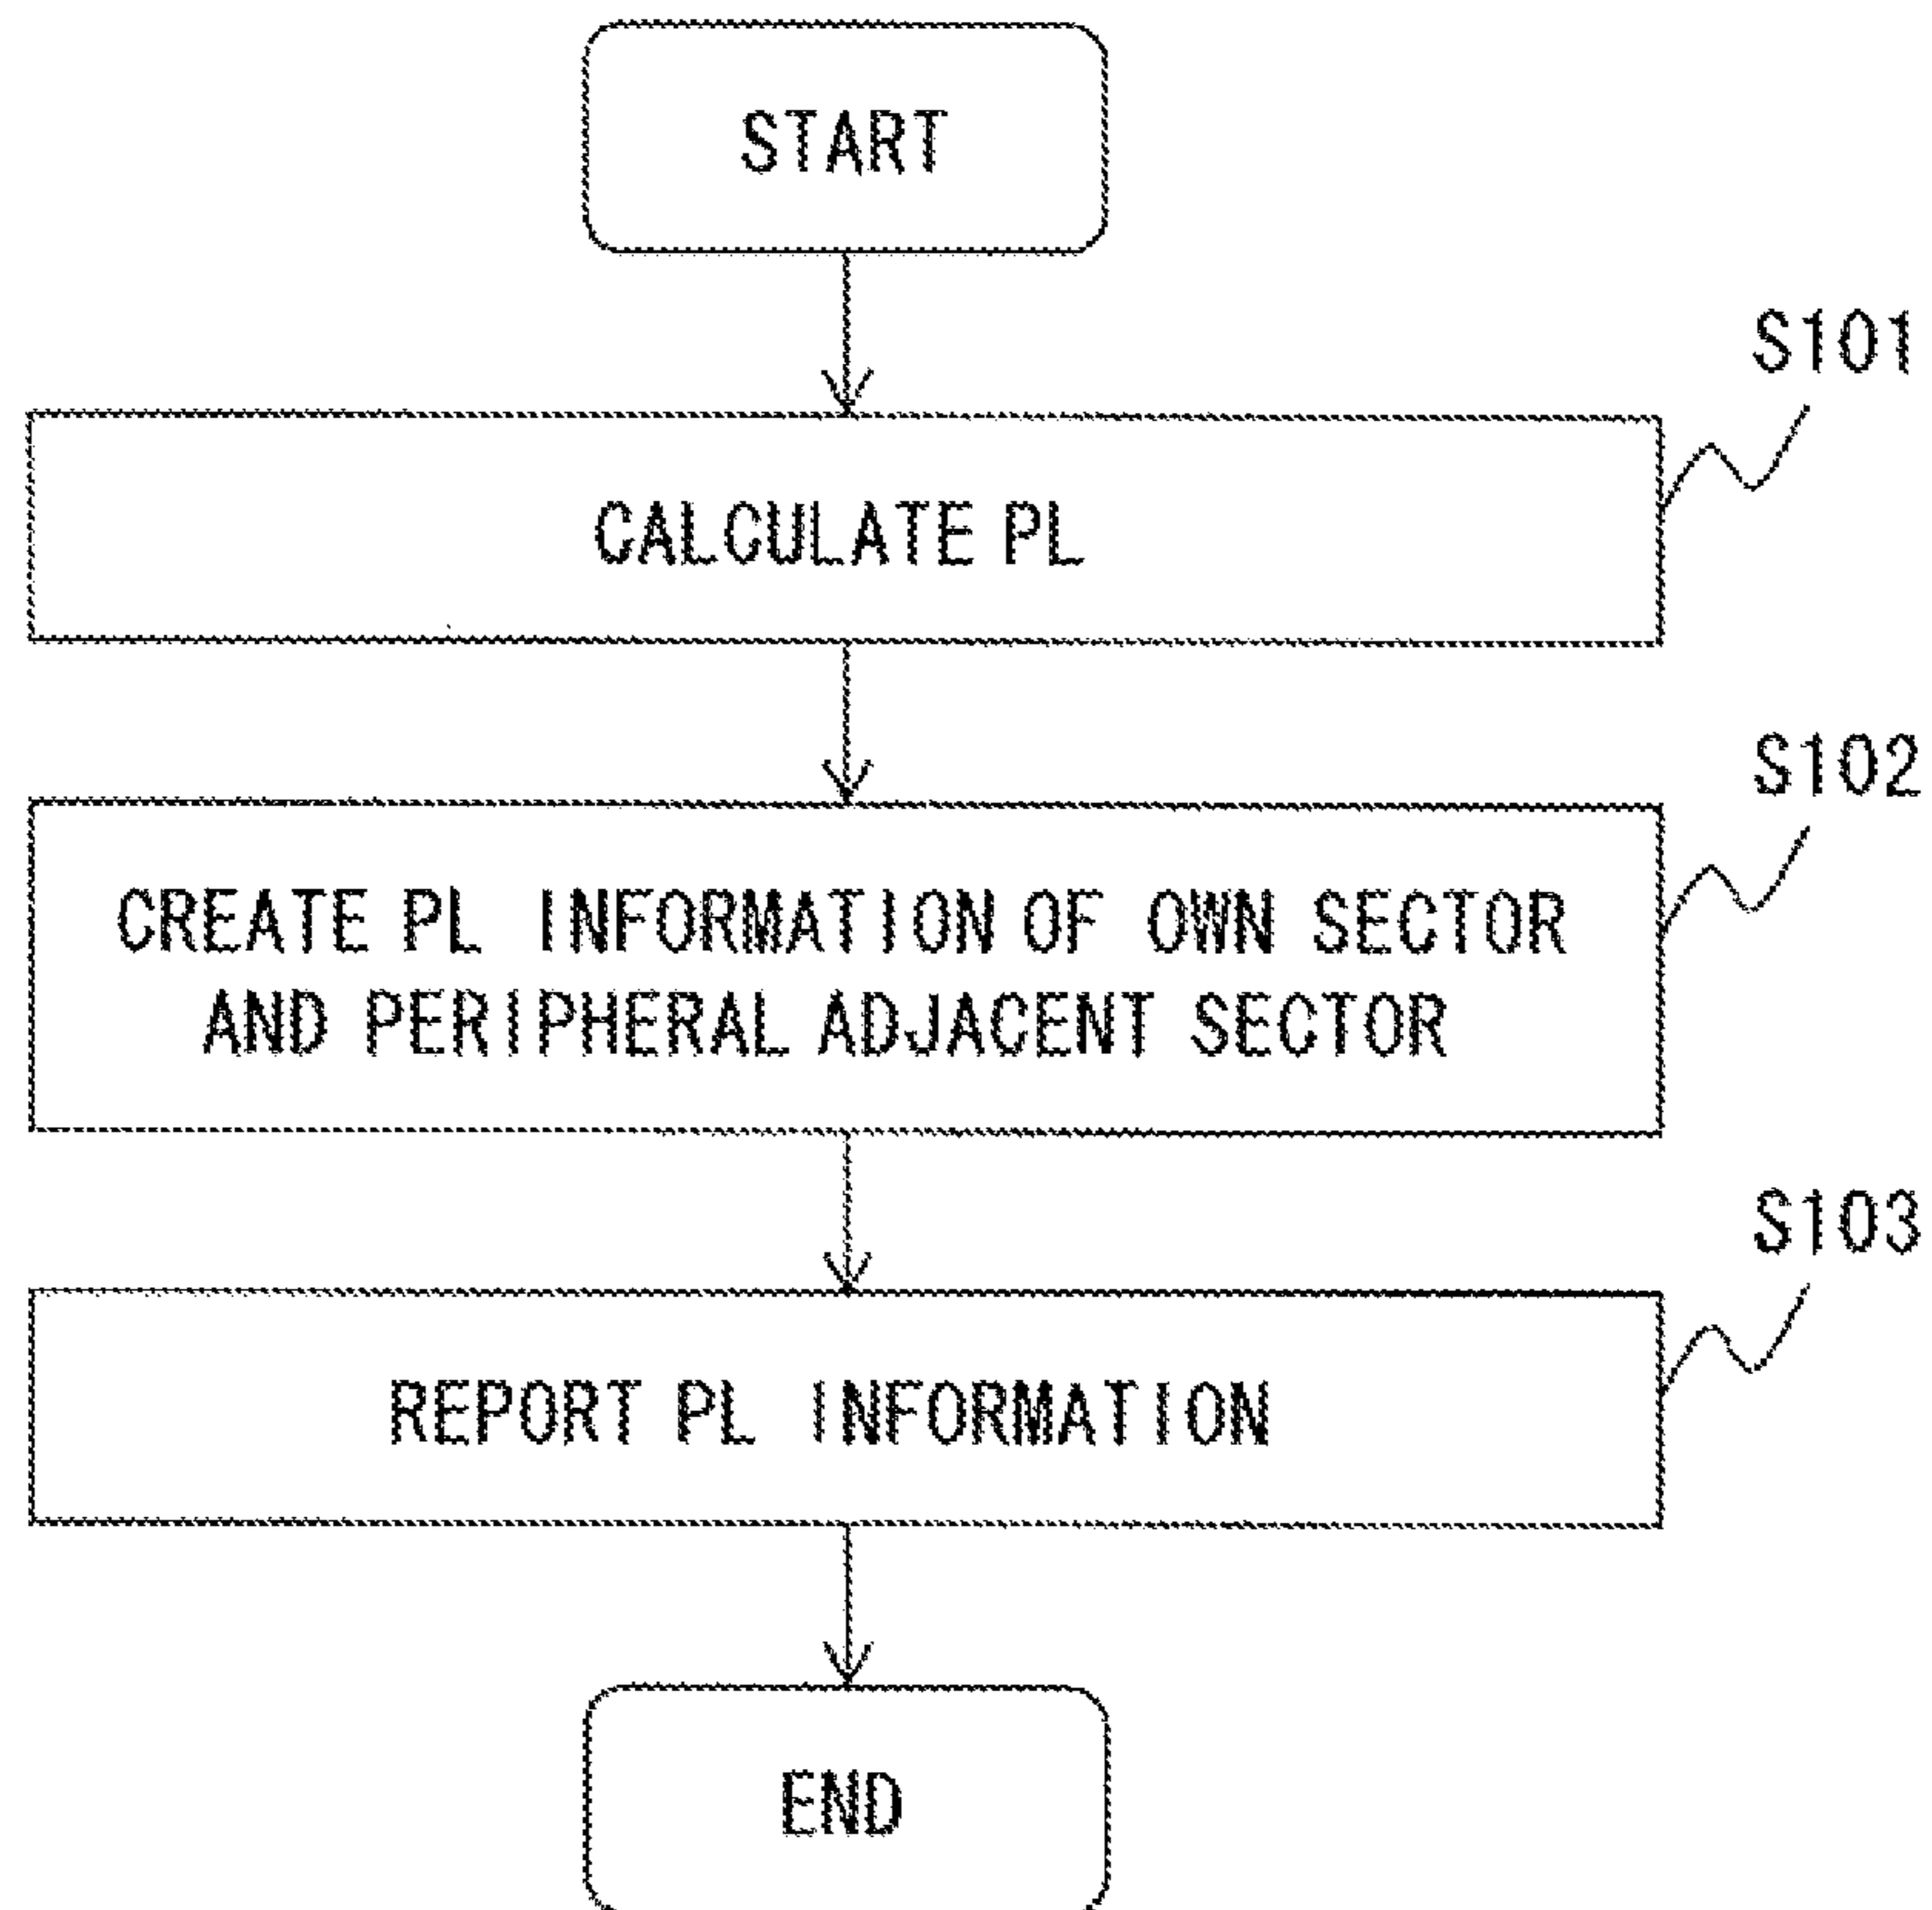 START
S101
CALCULATE PL
S102
CREATE PL INFORMATION OF OWN SECTOR
AND PERIPHERAL ADJACENT SECTOR
S103
REPORT PL INFORMATION
END